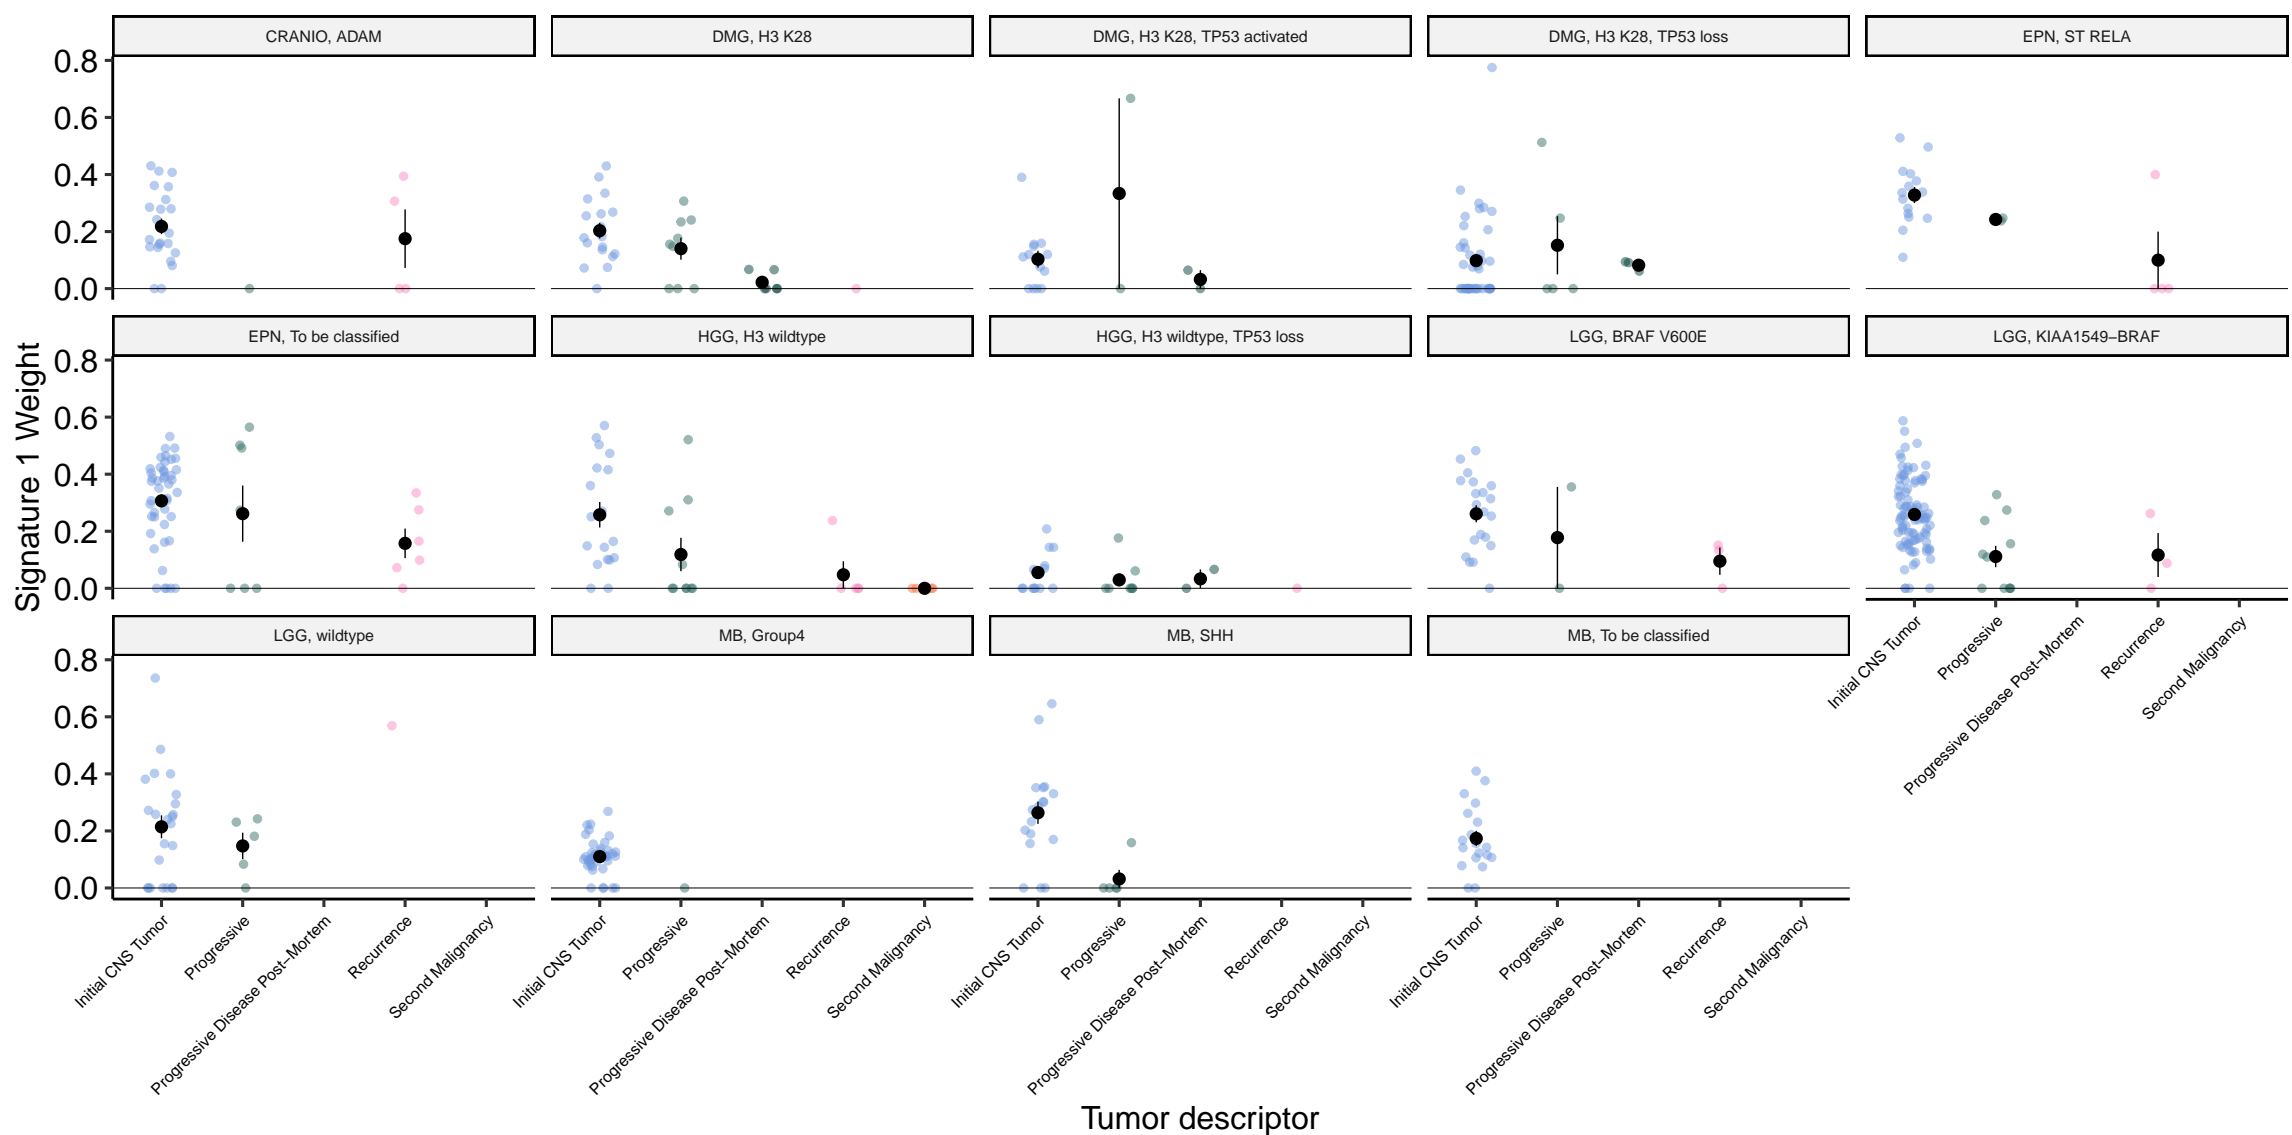 CRANIO, ADAM
DMG, H3 K28
DMG, H3 K28, TP53 activated
DMG, H3 K28, TP53 loss
EPN, ST RELA
0.8
0.6
0.4
0.2
0.0
EPN, To be classified
HGG, H3 wildtype
HGG, H3 wildtype, TP53 loss
LGG, BRAF V600E
LGG, KIAA1549−BRAF
0.8
0.6
0.4
0.2
0.0
Signature 1 Weight
Initial CNS Tumor
Progressive
Progressive Disease Post−Mortem
Recurrence
Second Malignancy
LGG, wildtype
MB, Group4
MB, SHH
MB, To be classified
0.8
0.6
0.4
0.2
0.0
Initial CNS Tumor
Progressive
Progressive Disease Post−Mortem
Recurrence
Second Malignancy
Initial CNS Tumor
Progressive
Progressive Disease Post−Mortem
Recurrence
Second Malignancy
Initial CNS Tumor
Progressive
Progressive Disease Post−Mortem
Recurrence
Second Malignancy
Initial CNS Tumor
Progressive
Progressive Disease Post−Mortem
Recurrence
Second Malignancy
Tumor descriptor